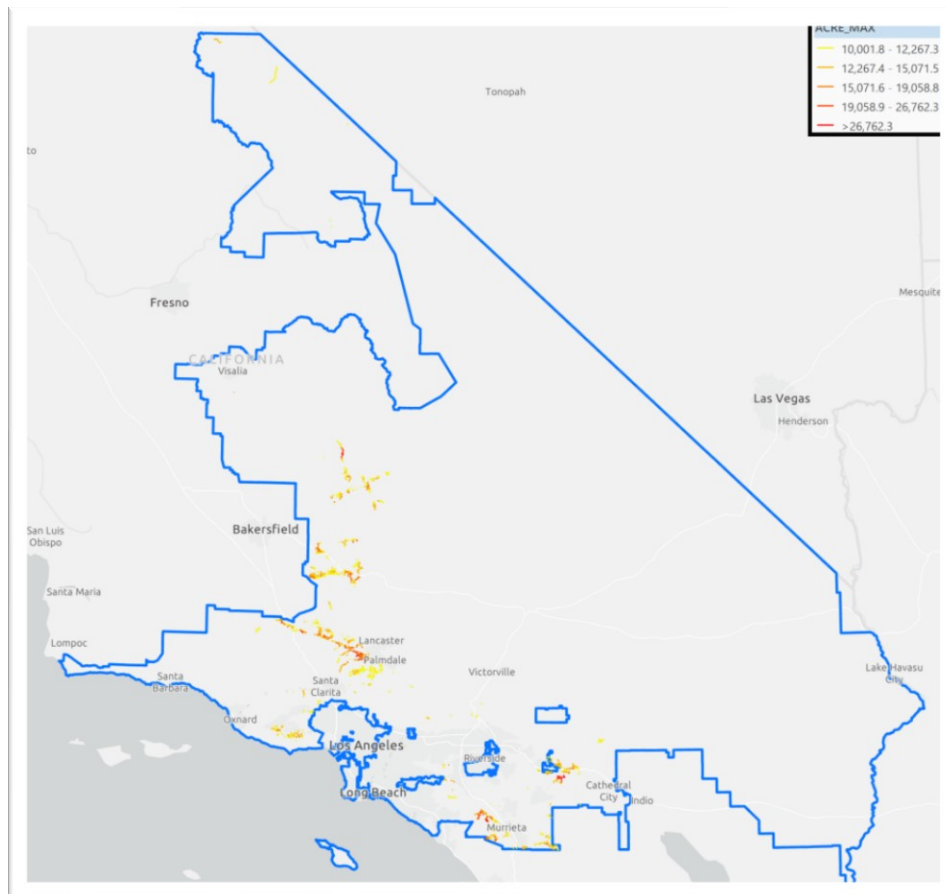 ACRE_MAX
10,001.8 - 12,267.3
12,267.4 - 15,071.5
15,071.6 - 19,058.8
19,058.9 - 26,762.3
>26,762.3
Tonopah
to
Mesquite
Fresno
CALIFORNIA
Visalia
Las Vegas
Henderson
Bakersfield
San Luis
Obispo
Santa Maria
Lompoc
Lancaster
Palmdale
Santa
Barbara
Santa
Clarita
Victorville
Lake Havasu
City
Oxnard
Los Angeles
Riverside
Long Beach
Cathedral
City
Indio
Murrieta